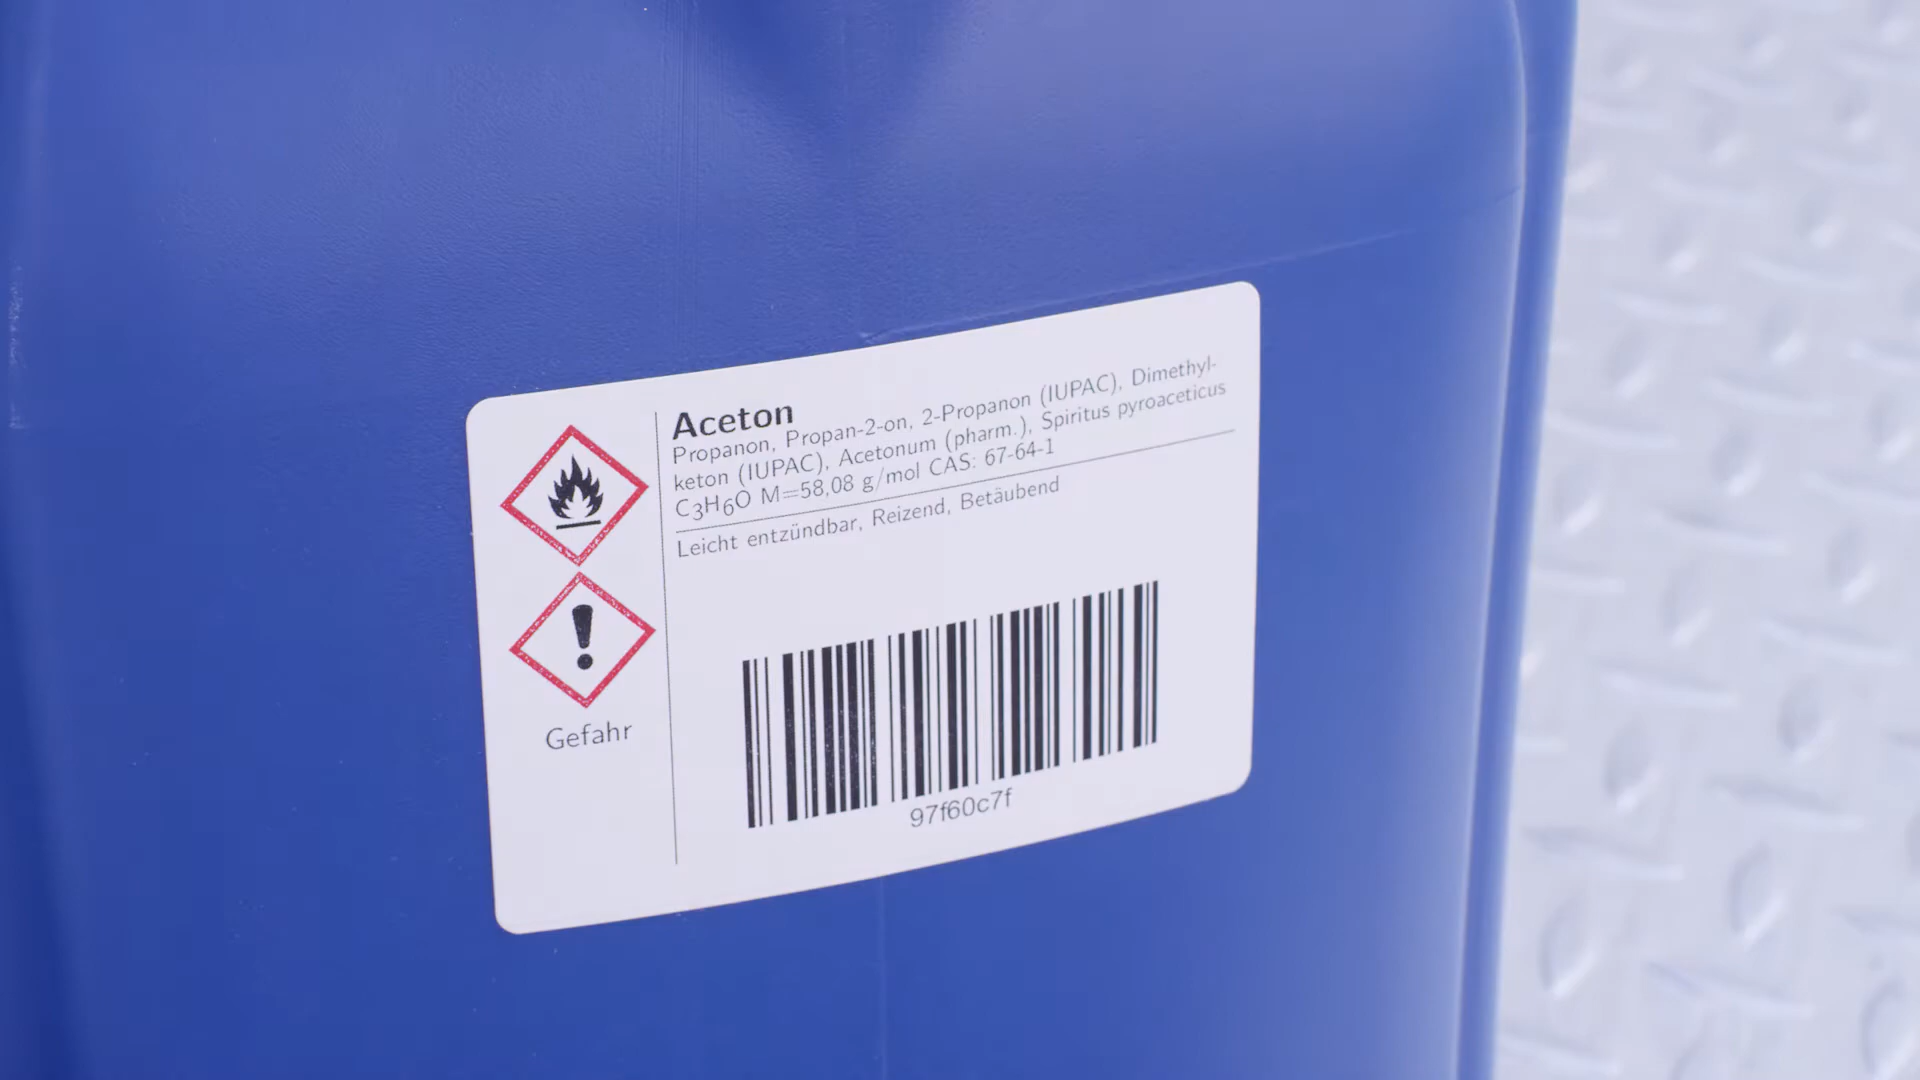 Aceton
Propanon, Propan-2-on, 2-Propanon (IUPAC), Dimethyl-
keton (IUPAC), Acetonum (pharm.), Spiritus pyroaceticus
C₃H₆O M=58,08 g/mol CAS: 67-64-1
Leicht entzündbar, Reizend, Betäubend
Gefahr
97f60c7f